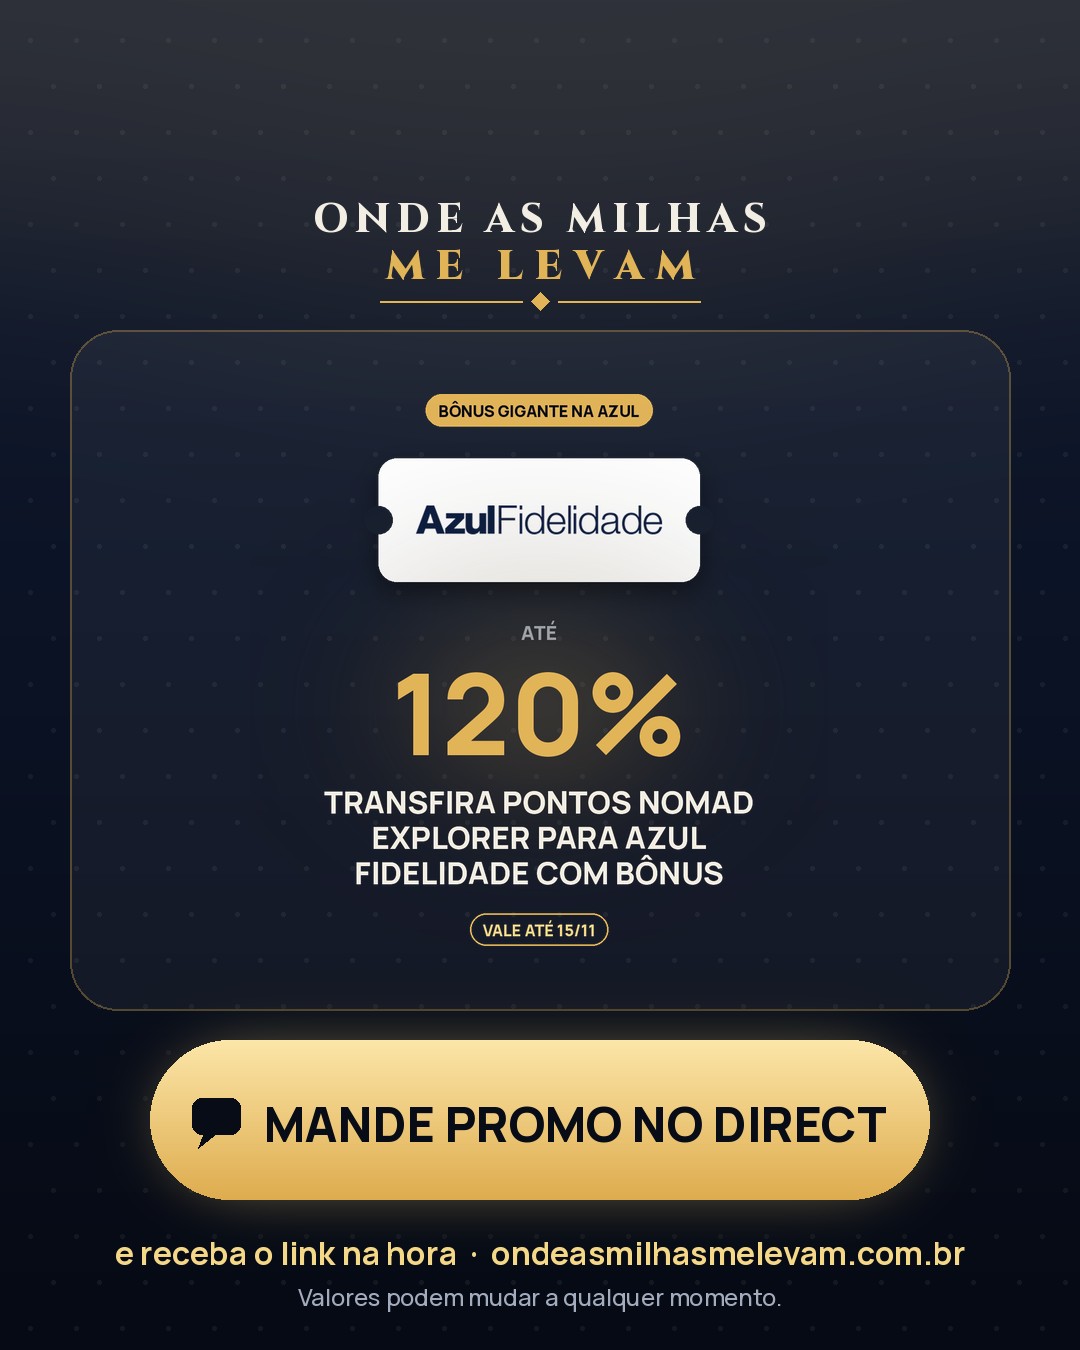 ONDE AS MILHAS
ME LEVAM
BÔNUS GIGANTE NA AZUL
AzulFidelidade
ATÉ
120%
TRANSFIRA PONTOS NOMAD
EXPLORER PARA AZUL
FIDELIDADE COM BÔNUS
VALE ATÉ 15/11
MANDE PROMO NO DIRECT
e receba o link na hora · ondeasmilhasmelevam.com.br
Valores podem mudar a qualquer momento.